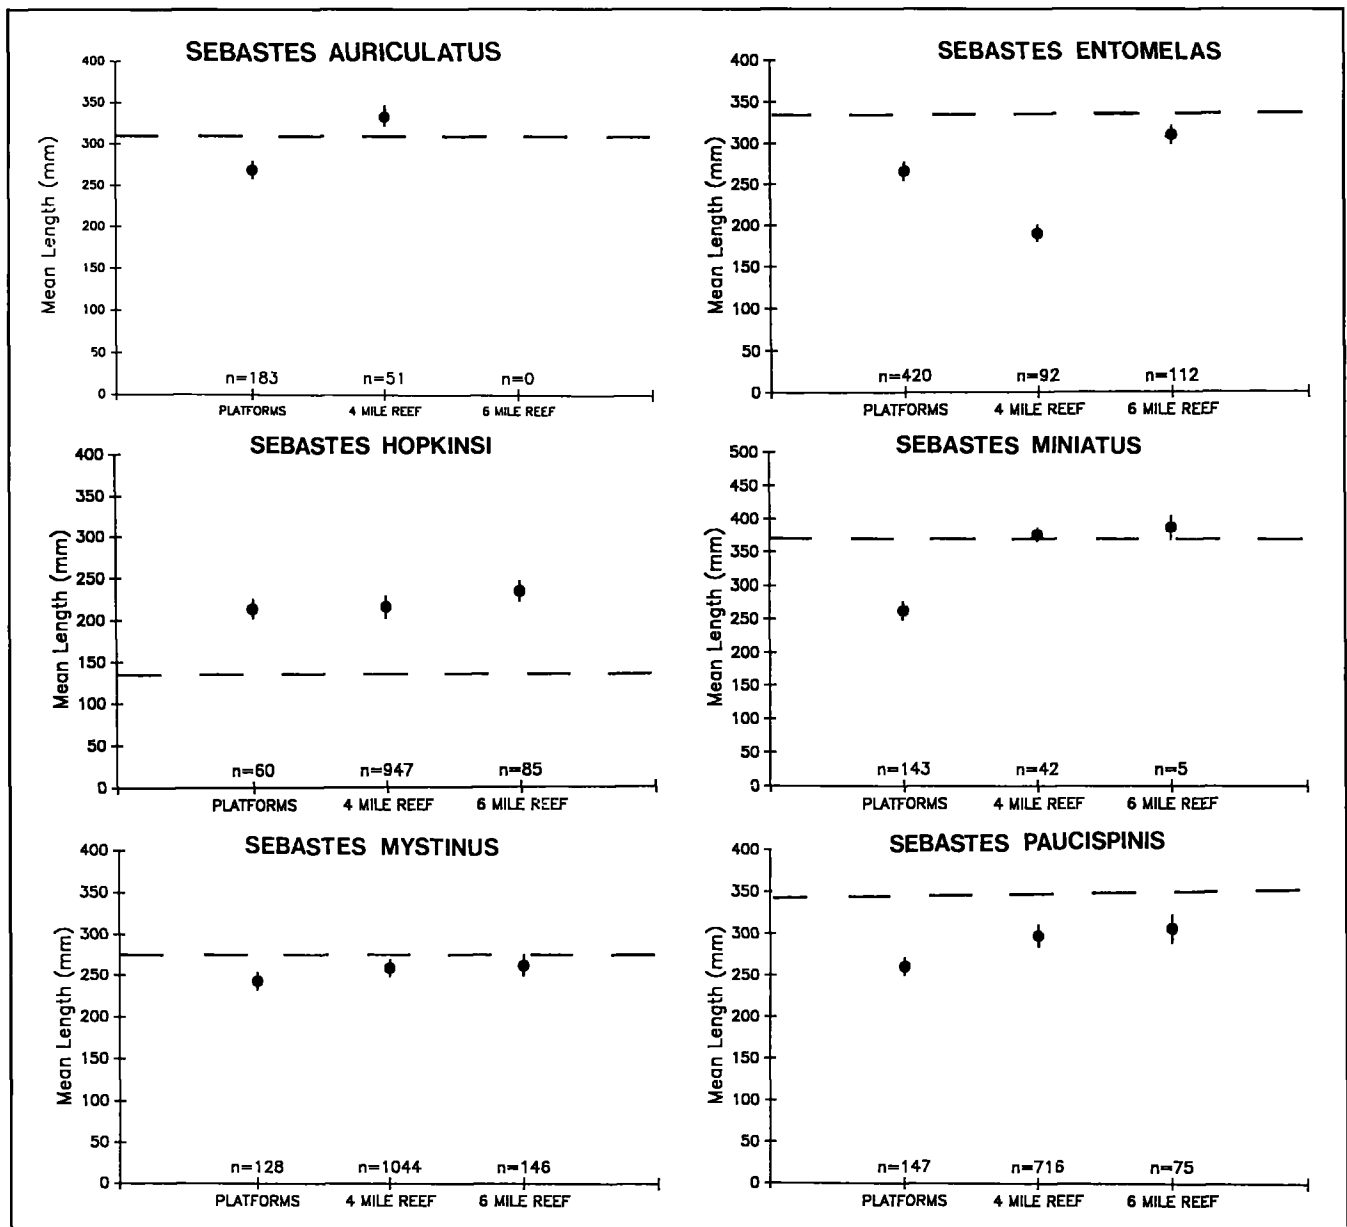 SEBASTES AURICULATUS
400
350
300
250
200
150
100
50
0
Mean Length (mm)
n=183 n=51 n=0
PLATFORMS 4 MILE REEF 6 MILE REEF
SEBASTES ENTOMELAS
400
350
300
250
200
150
100
50
0
Mean Length (mm)
n=420 n=92 n=112
PLATFORMS 4 MILE REEF 6 MILE REEF
SEBASTES HOPKINSI
400
350
300
250
200
150
100
50
0
Mean Length (mm)
n=60 n=947 n=85
PLATFORMS 4 MILE REEF 6 MILE REEF
SEBASTES MINIATUS
500
450
400
350
300
250
200
150
100
50
0
Mean Length (mm)
n=143 n=42 n=5
PLATFORMS 4 MILE REEF 6 MILE REEF
SEBASTES MYSTINUS
400
350
300
250
200
150
100
50
0
Mean Length (mm)
n=128 n=1044 n=146
PLATFORMS 4 MILE REEF 6 MILE REEF
SEBASTES PAUCISPINIS
400
350
300
250
200
150
100
50
0
Mean Length (mm)
n=147 n=716 n=75
PLATFORMS 4 MILE REEF 6 MILE REEF